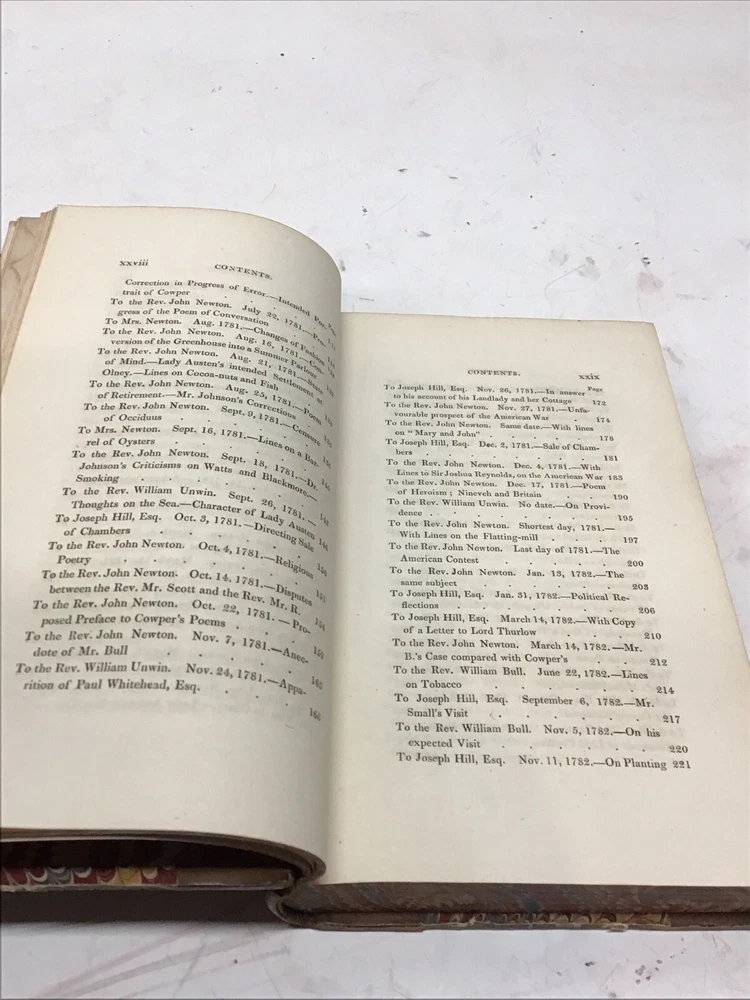 xxviii CONTENTS.
Correction in Progress of Error.—Intended Por-
trait of Cowper
To the Rev. John Newton. July 22, 1781.—Pro-
gress of the Poem of Conversation
To Mrs. Newton. Aug. 1781.—Changes of Fashion
To the Rev. John Newton. Aug. 16, 1781.—Con-
version of the Greenhouse into a Summer Parlour
To the Rev. John Newton. Aug. 21, 1781.—State
of Mind.—Lady Austen's intended Settlement at
Olney.—Lines on Cocoa-nuts and Fish
To the Rev. John Newton. Aug. 25, 1781.—Poem
of Retirement.—Mr. Johnson's Corrections
To the Rev. John Newton. Sept. 9, 1781.—Censure
of Occiduus
To Mrs. Newton. Sept. 16, 1781.—Lines on a Bar-
rel of Oysters
To the Rev. John Newton. Sept. 18, 1781.—Dr.
Johnson's Criticisms on Watts and Blackmore.—
Smoking
To the Rev. William Unwin. Sept. 26, 1781.—
Thoughts on the Sea.—Character of Lady Austen
To Joseph Hill, Esq. Oct. 3, 1781.—Directing Sale
of Chambers
To the Rev. John Newton. Oct. 4, 1781.—Religious
Poetry
To the Rev. John Newton. Oct. 14, 1781.—Disputes
between the Rev. Mr. Scott and the Rev. Mr. R.
To the Rev. John Newton. Oct. 22, 1781.—Pro-
posed Preface to Cowper's Poems
To the Rev. John Newton. Nov. 7, 1781.—Anec-
dote of Mr. Bull
To the Rev. William Unwin. Nov. 24, 1781.—Appa-
rition of Paul Whitehead, Esq. . . . . 166
CONTENTS. xxix
Page
To Joseph Hill, Esq. Nov. 26, 1781.—In answer
to his account of his Landlady and her Cottage 172
To the Rev. John Newton. Nov. 27, 1781.—Unfa-
vourable prospect of the American War . . 174
To the Rev. John Newton. Same date.—With lines
on "Mary and John" . . . . . 178
To Joseph Hill, Esq. Dec. 2, 1781.—Sale of Cham-
bers . . . . . . . 181
To the Rev. John Newton. Dec. 4, 1781.—With
Lines to Sir Joshua Reynolds, on the American War 183
To the Rev. John Newton. Dec. 17, 1781.—Poem
of Heroism; Nineveh and Britain . . . 190
To the Rev. William Unwin. No date.—On Provi-
dence . . . . . . . 195
To the Rev. John Newton. Shortest day, 1781.—
With Lines on the Flatting-mill . . . 197
To the Rev. John Newton. Last day of 1781.—The
American Contest . . . . . 200
To the Rev. John Newton. Jan. 13, 1782.—The
same subject . . . . . . 203
To Joseph Hill, Esq. Jan. 31, 1782.—Political Re-
flections . . . . . . 206
To Joseph Hill, Esq. March 14, 1782.—With Copy
of a Letter to Lord Thurlow . . . . 210
To the Rev. John Newton. March 14, 1782.—Mr.
B.'s Case compared with Cowper's . . . 212
To the Rev. William Bull. June 22, 1782.—Lines
on Tobacco . . . . . . 214
To Joseph Hill, Esq. September 6, 1782.—Mr.
Small's Visit . . . . . . 217
To the Rev. William Bull. Nov. 5, 1782.—On his
expected Visit . . . . . . 220
To Joseph Hill, Esq. Nov. 11, 1782.—On Planting 221